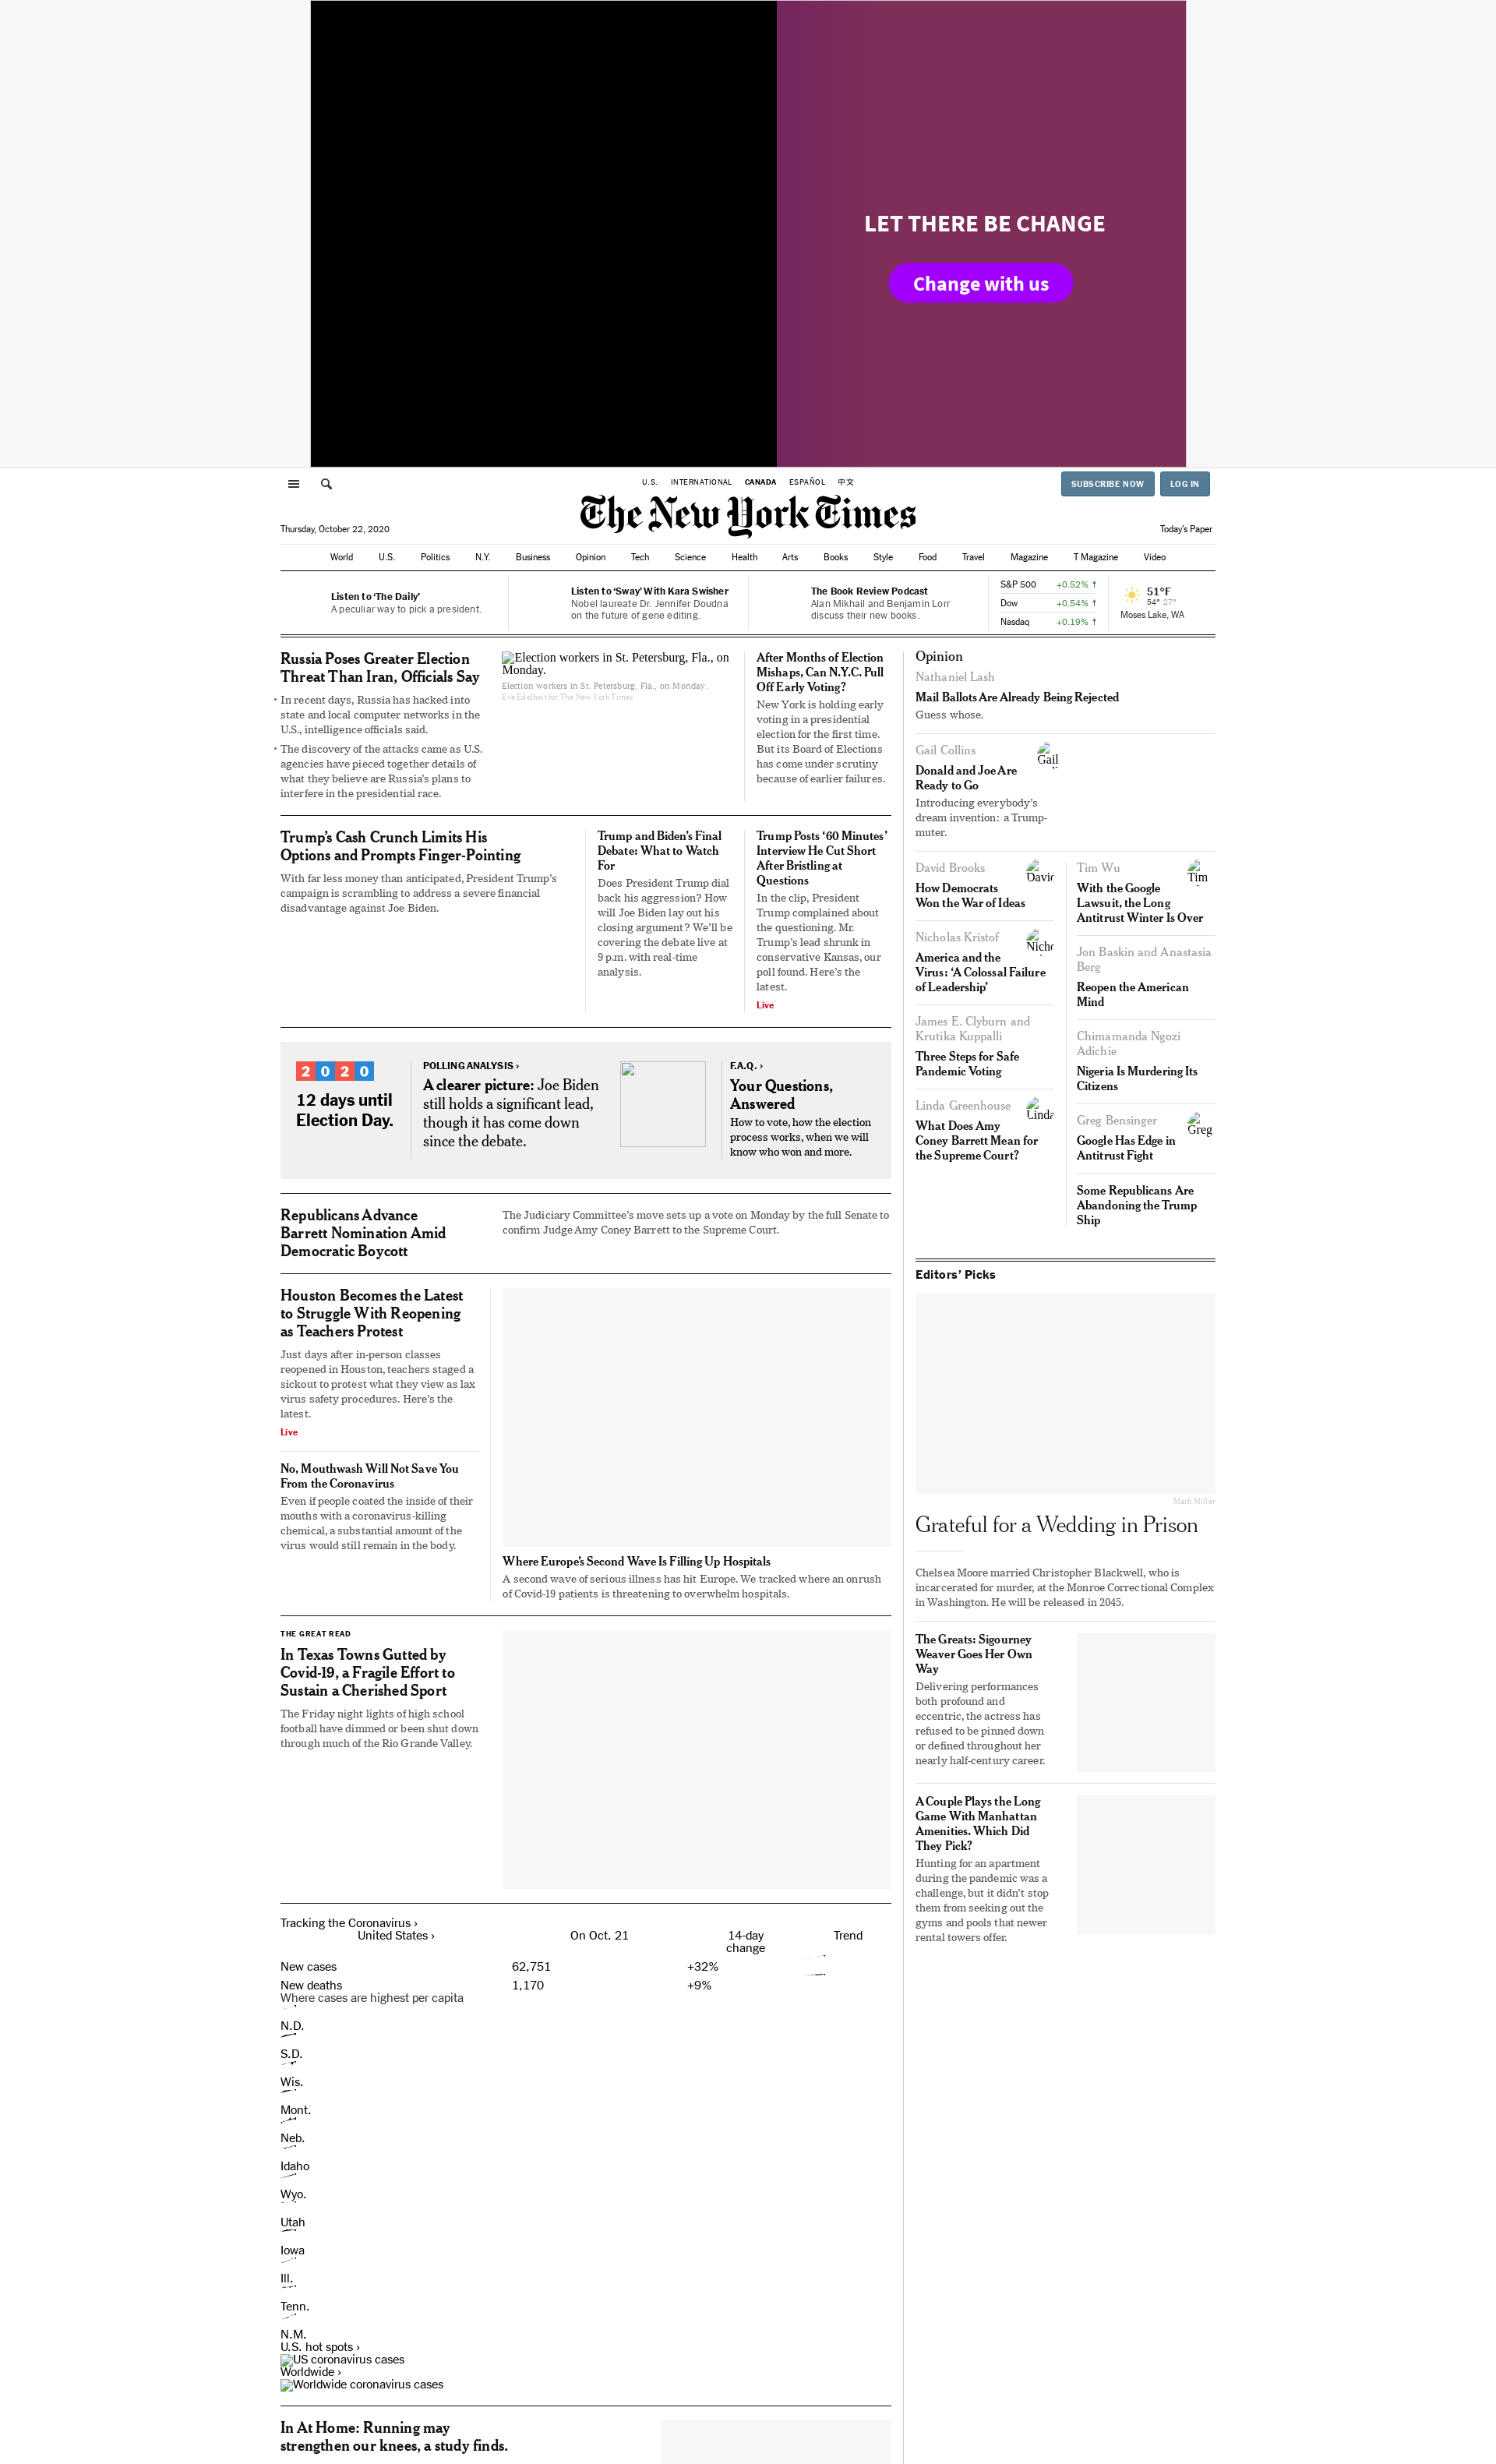 LET THERE BE CHANGE
Change with us
U.S. INTERNATIONAL CANADA ESPAÑOL 中文
SUBSCRIBE NOW LOG IN
The New York Times
Thursday, October 22, 2020
Today's Paper
World U.S. Politics N.Y. Business Opinion Tech Science Health Arts Books Style Food Travel Magazine T Magazine Video
Listen to ‘The Daily’
A peculiar way to pick a president.
Listen to ‘Sway’ With Kara Swisher
Nobel laureate Dr. Jennifer Doudna
on the future of gene editing.
The Book Review Podcast
Alan Mikhail and Benjamin Lorr
discuss their new books.
S&P 500 +0.52% ↑
Dow +0.54% ↑
Nasdaq +0.19% ↑
51°F
54° 27°
Moses Lake, WA
Russia Poses Greater Election
Threat Than Iran, Officials Say
• In recent days, Russia has hacked into
state and local computer networks in the
U.S., intelligence officials said.
• The discovery of the attacks came as U.S.
agencies have pieced together details of
what they believe are Russia’s plans to
interfere in the presidential race.
Election workers in St. Petersburg, Fla., on
Monday.
Election workers in St. Petersburg, Fla., on Monday.
Eve Edelheit for The New York Times
After Months of Election
Mishaps, Can N.Y.C. Pull
Off Early Voting?
New York is holding early
voting in a presidential
election for the first time.
But its Board of Elections
has come under scrutiny
because of earlier failures.
Trump’s Cash Crunch Limits His
Options and Prompts Finger-Pointing
With far less money than anticipated, President Trump’s
campaign is scrambling to address a severe financial
disadvantage against Joe Biden.
Trump and Biden’s Final
Debate: What to Watch
For
Does President Trump dial
back his aggression? How
will Joe Biden lay out his
closing argument? We’ll be
covering the debate live at
9 p.m. with real-time
analysis.
Trump Posts ‘60 Minutes’
Interview He Cut Short
After Bristling at
Questions
In the clip, President
Trump complained about
the questioning. Mr.
Trump’s lead shrunk in
conservative Kansas, our
poll found. Here’s the
latest.
Live
2020
12 days until
Election Day.
POLLING ANALYSIS ›
A clearer picture: Joe Biden
still holds a significant lead,
though it has come down
since the debate.
F.A.Q. ›
Your Questions,
Answered
How to vote, how the election
process works, when we will
know who won and more.
Republicans Advance
Barrett Nomination Amid
Democratic Boycott
The Judiciary Committee’s move sets up a vote on Monday by the full Senate to
confirm Judge Amy Coney Barrett to the Supreme Court.
Houston Becomes the Latest
to Struggle With Reopening
as Teachers Protest
Just days after in-person classes
reopened in Houston, teachers staged a
sickout to protest what they view as lax
virus safety procedures. Here’s the
latest.
Live
No, Mouthwash Will Not Save You
From the Coronavirus
Even if people coated the inside of their
mouths with a coronavirus-killing
chemical, a substantial amount of the
virus would still remain in the body.
Where Europe’s Second Wave Is Filling Up Hospitals
A second wave of serious illness has hit Europe. We tracked where an onrush
of Covid-19 patients is threatening to overwhelm hospitals.
THE GREAT READ
In Texas Towns Gutted by
Covid-19, a Fragile Effort to
Sustain a Cherished Sport
The Friday night lights of high school
football have dimmed or been shut down
through much of the Rio Grande Valley.
Tracking the Coronavirus ›
United States › On Oct. 21 14-day
change Trend
New cases 62,751 +32%
New deaths 1,170 +9%
Where cases are highest per capita
N.D.
S.D.
Wis.
Mont.
Neb.
Idaho
Wyo.
Utah
Iowa
Ill.
Tenn.
N.M.
U.S. hot spots ›
US coronavirus cases
Worldwide ›
Worldwide coronavirus cases
In At Home: Running may
strengthen our knees, a study finds.
Opinion
Nathaniel Lash
Mail Ballots Are Already Being Rejected
Guess whose.
Gail Collins
Gail
Donald and Joe Are
Ready to Go
Introducing everybody’s
dream invention: a Trump-
muter.
David Brooks
David
How Democrats
Won the War of Ideas
Nicholas Kristof
Nicho
America and the
Virus: ‘A Colossal Failure
of Leadership’
James E. Clyburn and
Krutika Kuppalli
Three Steps for Safe
Pandemic Voting
Linda Greenhouse
Linda
What Does Amy
Coney Barrett Mean for
the Supreme Court?
Tim Wu
Tim
With the Google
Lawsuit, the Long
Antitrust Winter Is Over
Jon Baskin and Anastasia
Berg
Reopen the American
Mind
Chimamanda Ngozi
Adichie
Nigeria Is Murdering Its
Citizens
Greg Bensinger
Greg
Google Has Edge in
Antitrust Fight
Some Republicans Are
Abandoning the Trump
Ship
Editors’ Picks
Mark Miller
Grateful for a Wedding in Prison
Chelsea Moore married Christopher Blackwell, who is
incarcerated for murder, at the Monroe Correctional Complex
in Washington. He will be released in 2045.
The Greats: Sigourney
Weaver Goes Her Own
Way
Delivering performances
both profound and
eccentric, the actress has
refused to be pinned down
or defined throughout her
nearly half-century career.
A Couple Plays the Long
Game With Manhattan
Amenities. Which Did
They Pick?
Hunting for an apartment
during the pandemic was a
challenge, but it didn’t stop
them from seeking out the
gyms and pools that newer
rental towers offer.